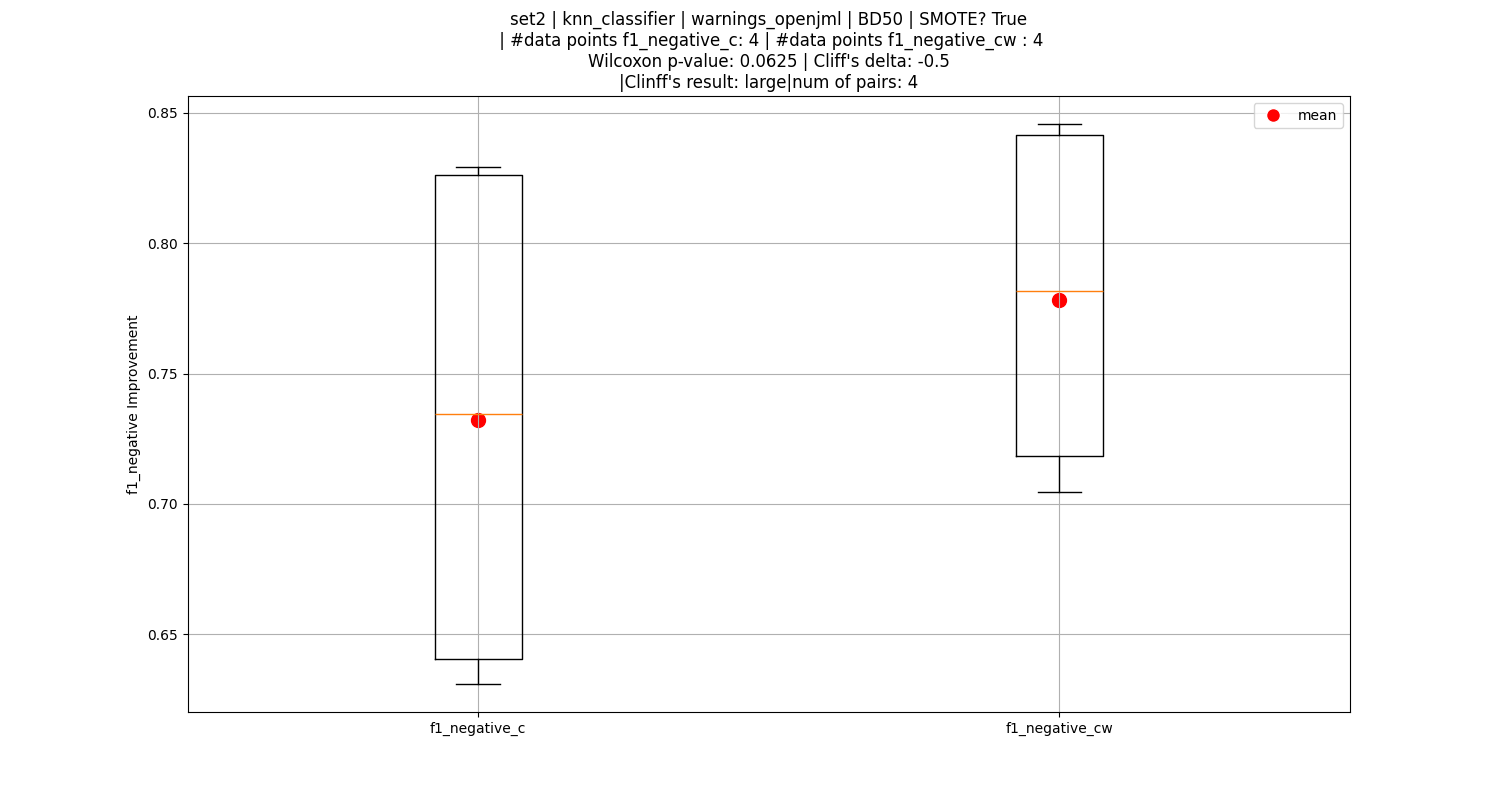 set2 | knn_classifier | warnings_openjml | BD50 | SMOTE? True
| #data points f1_negative_c: 4 | #data points f1_negative_cw : 4
Wilcoxon p-value: 0.0625 | Cliff's delta: -0.5
|Clinff's result: large|num of pairs: 4
mean
0.85
0.80
0.75
0.70
0.65
f1_negative Improvement
f1_negative_c
f1_negative_cw